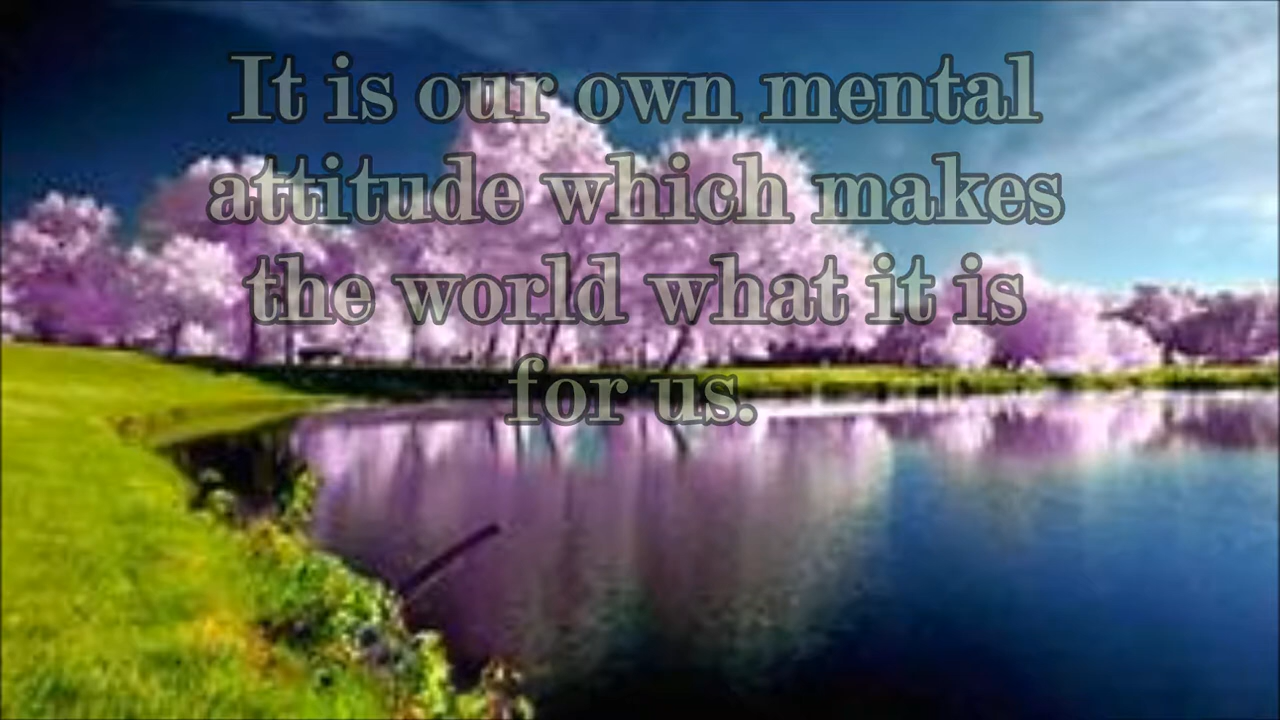 It is our own mental
attitude which makes
the world what it is
for us.